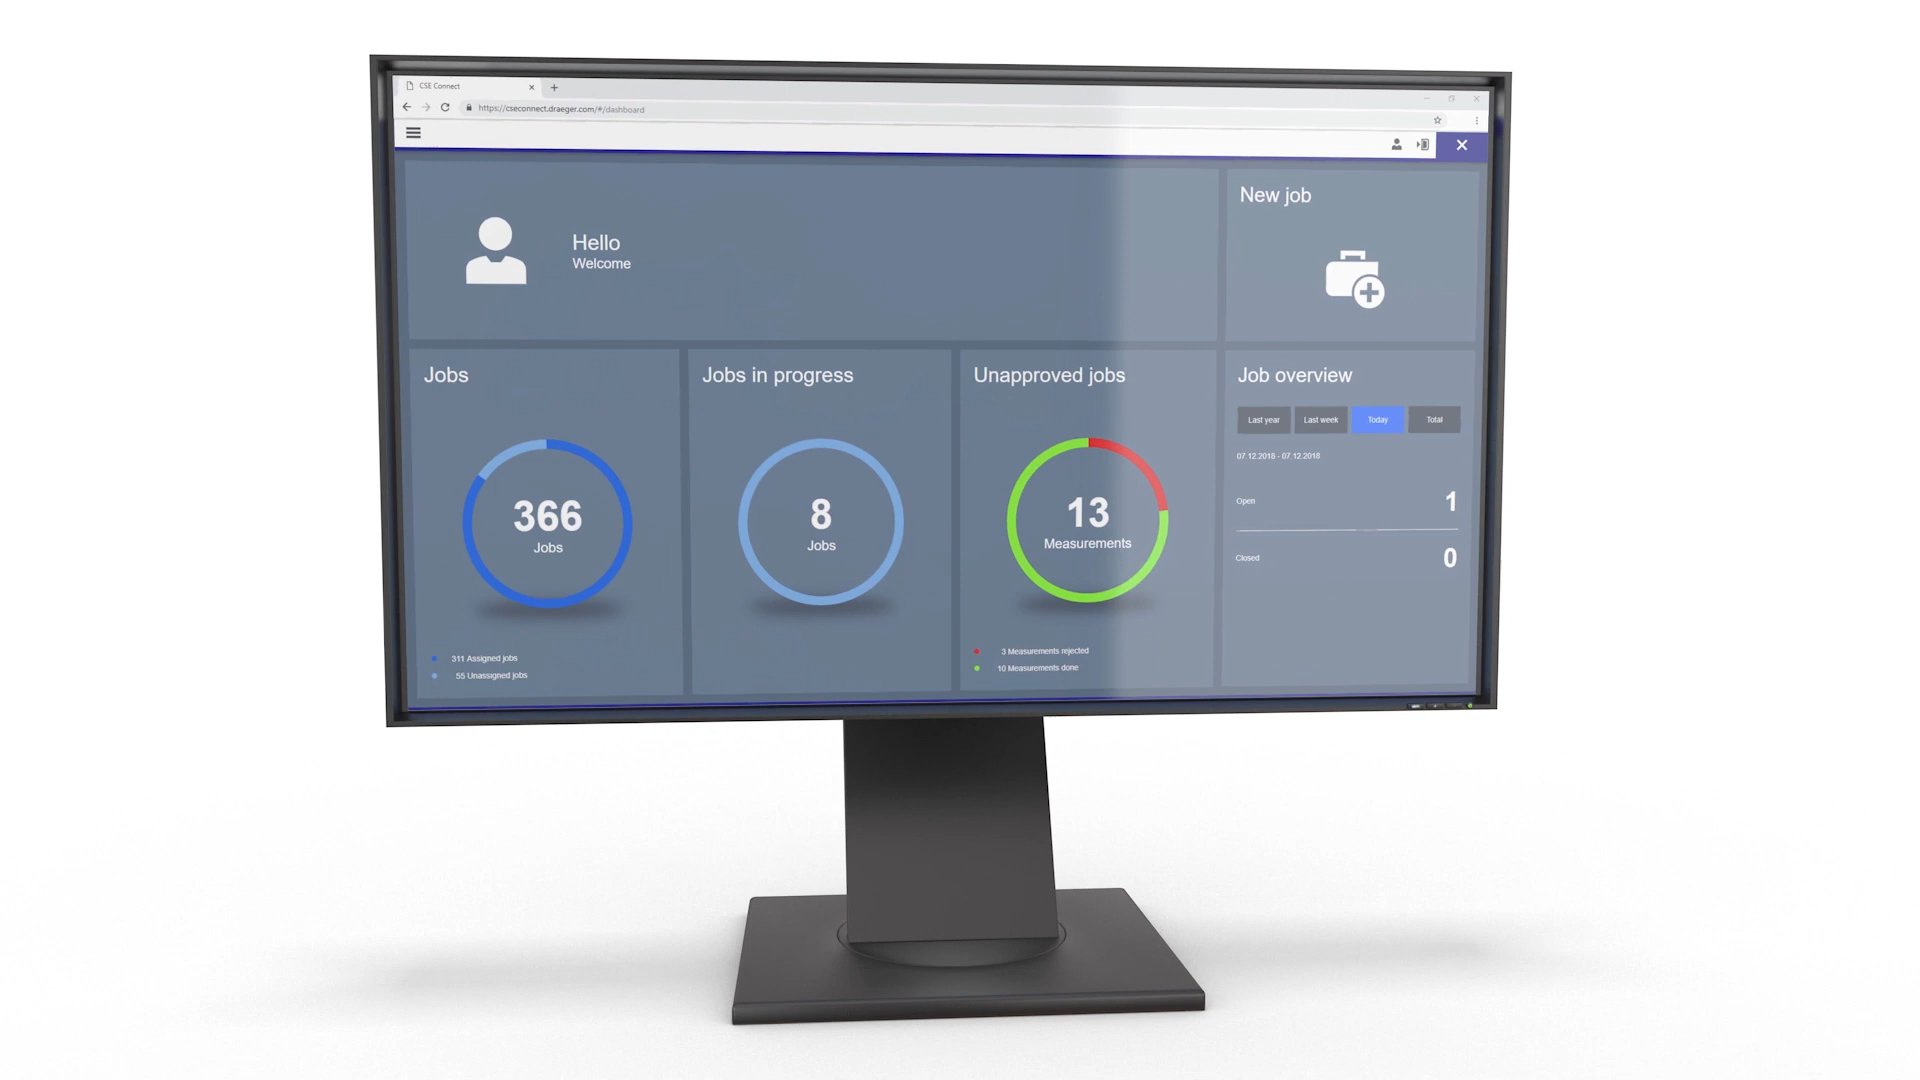 CSE Connect
https://cseconnect.draeger.com/#/dashboard
Hello
Welcome
New job
Jobs
366
Jobs
311 Assigned jobs
55 Unassigned jobs
Jobs in progress
8
Jobs
Unapproved jobs
13
Measurements
3 Measurements rejected
10 Measurements done
Job overview
Last year Last week Today Total
07.12.2018 - 07.12.2018
Open 1
Closed 0